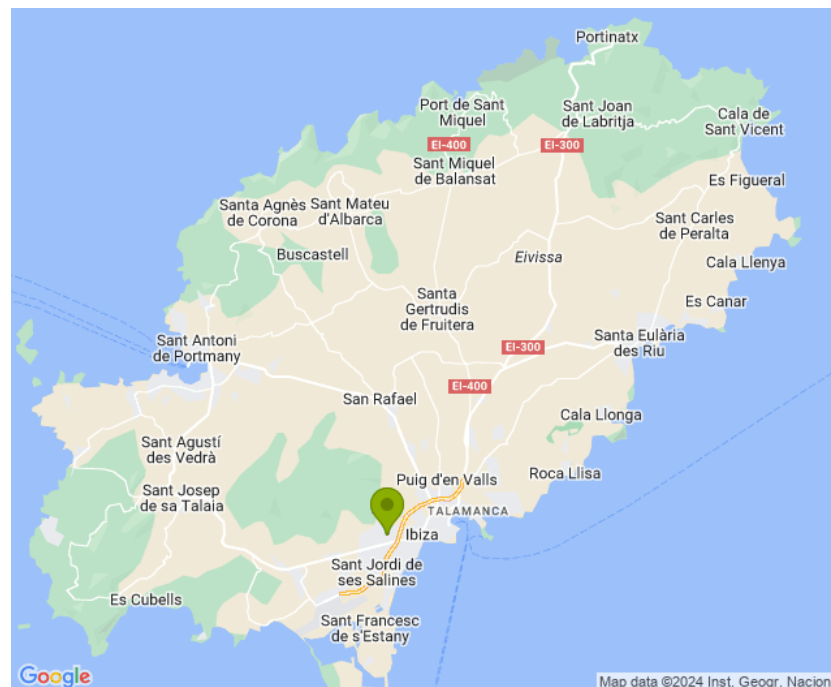 Portinatx
Port de Sant
Miquel
Sant Joan
de Labritja
Cala de
Sant Vicent
EI-400
EI-300
Sant Miquel
de Balansat
Es Figueral
Santa Agnès
de Corona
Sant Mateu
d'Albarca
Sant Carles
de Peralta
Buscastell
Eivissa
Cala Llenya
Santa
Gertrudis
de Fruitera
Es Canar
Sant Antoni
de Portmany
Santa Eulària
des Riu
EI-300
EI-400
San Rafael
Cala Llonga
Sant Agustí
des Vedrà
Roca Llisa
Puig d'en Valls
Sant Josep
de sa Talaia
TALAMANCA
Ibiza
Sant Jordi de
ses Salines
Es Cubells
Sant Francesc
de s'Estany
Google
Map data ©2024 Inst. Geogr. Nacion